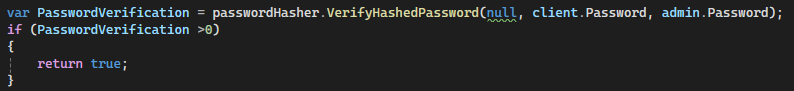 var PasswordVerification = passwordHasher.VerifyHashedPassword(null, client.Password, admin.Password);
if (PasswordVerification >0)
{
    return true;
}